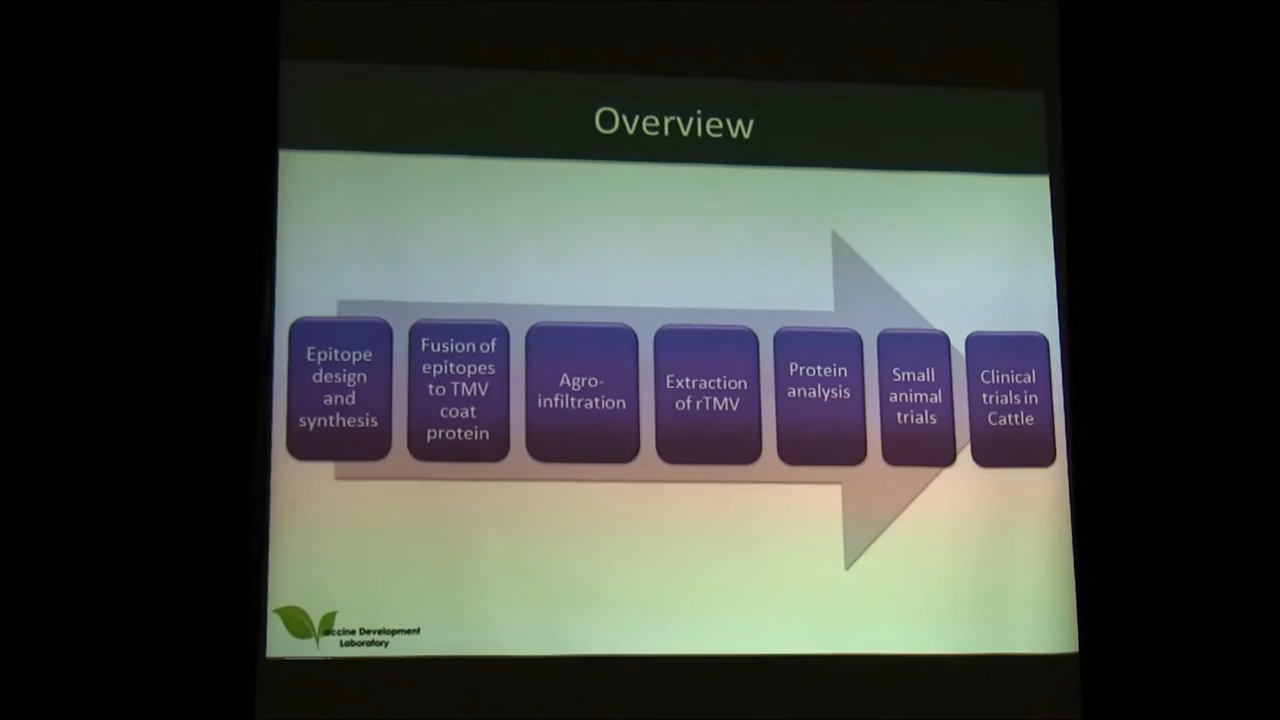 Overview
Epitope
design
and
synthesis
Fusion of
epitopes
to TMV
coat
protein
Agro-
infiltration
Extraction
of rTMV
Protein
analysis
Small
animal
trials
Clinical
trials in
Cattle
Vaccine Development
Laboratory